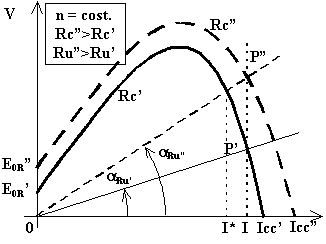 V
n = cost.
Rc">Rc'
Ru">Ru'
Rc"
Rc'
P"
P'
E0R"
E0R'
αRu"
αRu'
0
I* I Icc' Icc"